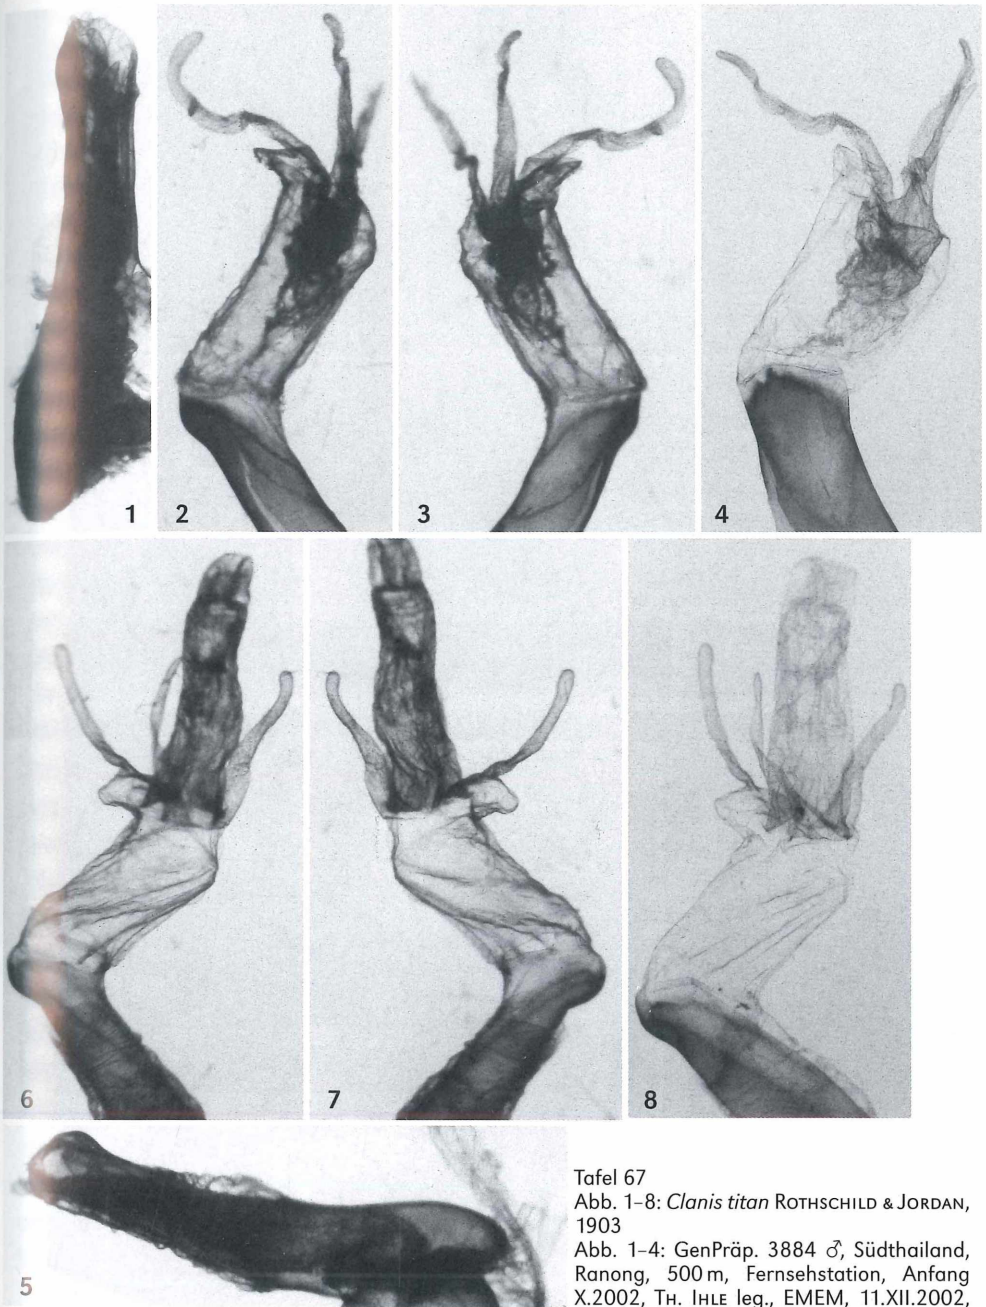 1
2
3
4
6
7
8
5
Tafel 67
Abb. 1–8: Clanis titan ROTHSCHILD & JORDAN,
1903
Abb. 1–4: GenPräp. 3884 ♂, Südthailand,
Ranong, 500 m, Fernsehstation, Anfang
X.2002, TH. IHLE leg., EMEM, 11.XII.2002,